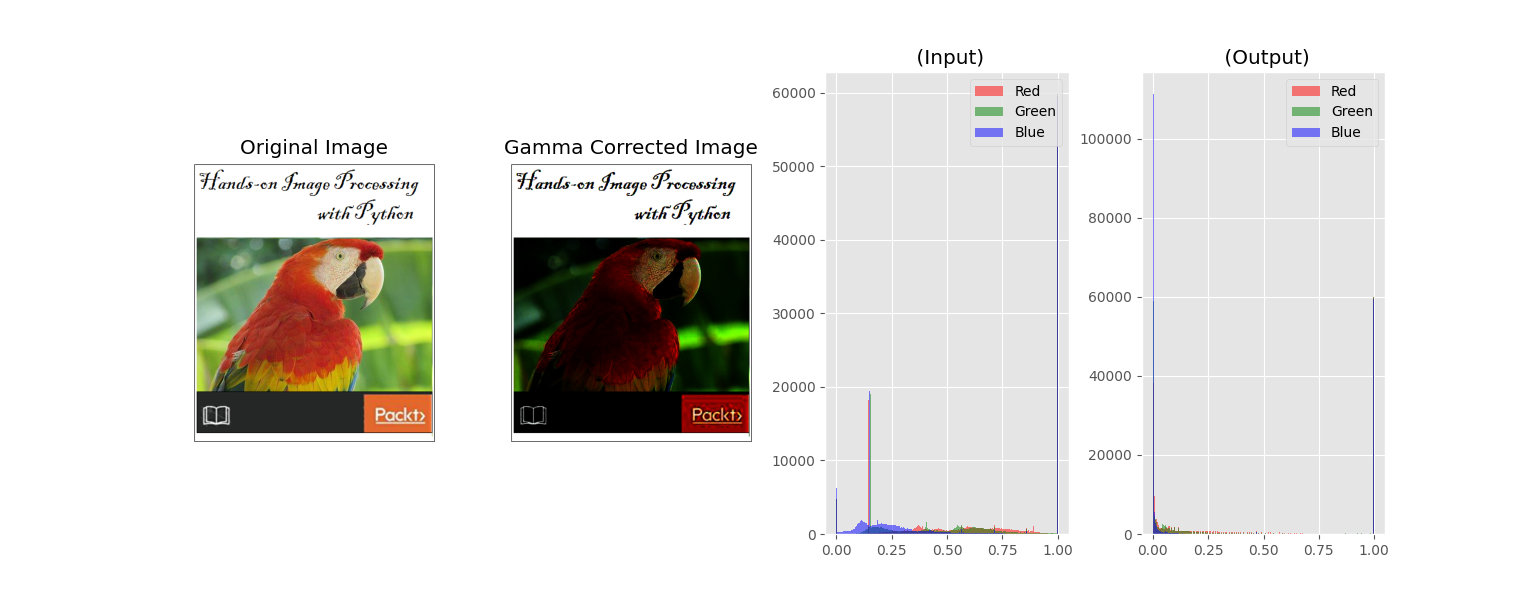 Original Image
Hands-on Image Processing
with Python
Packt>
Gamma Corrected Image
Hands-on Image Processing
with Python
Packt>
(Input)
Red
Green
Blue
60000
50000
40000
30000
20000
10000
0
0.00 0.25 0.50 0.75 1.00
(Output)
Red
Green
Blue
100000
80000
60000
40000
20000
0
0.00 0.25 0.50 0.75 1.00